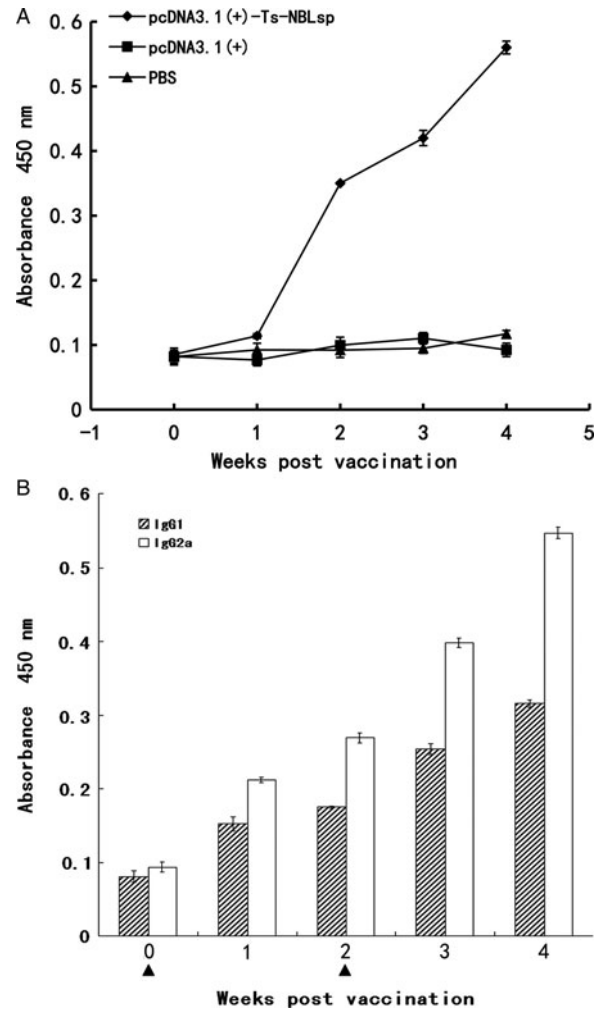 A
pcDNA3.1(+)-Ts-NBLsp
pcDNA3.1(+)
PBS
0.6
0.5
0.4
0.3
0.2
0.1
0
Absorbance 450 nm
-1 0 1 2 3 4 5
Weeks post vaccination
B
IgG1
IgG2a
0.6
0.5
0.4
0.3
0.2
0.1
0
Absorbance 450 nm
0 1 2 3 4
Weeks post vaccination